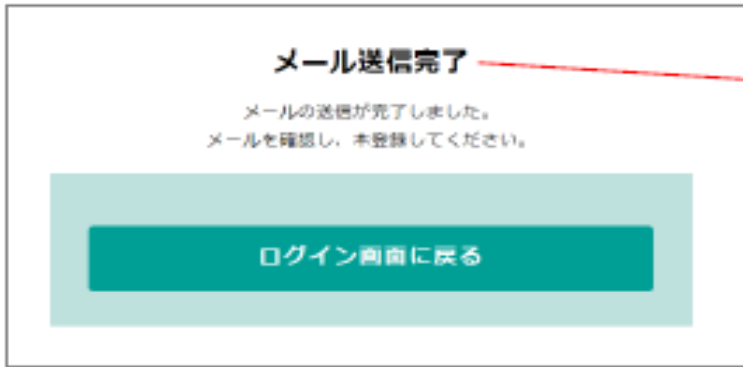 メール送信完了
メールの送信が完了しました。
メールを確認し、本登録してください。
ログイン画面に戻る